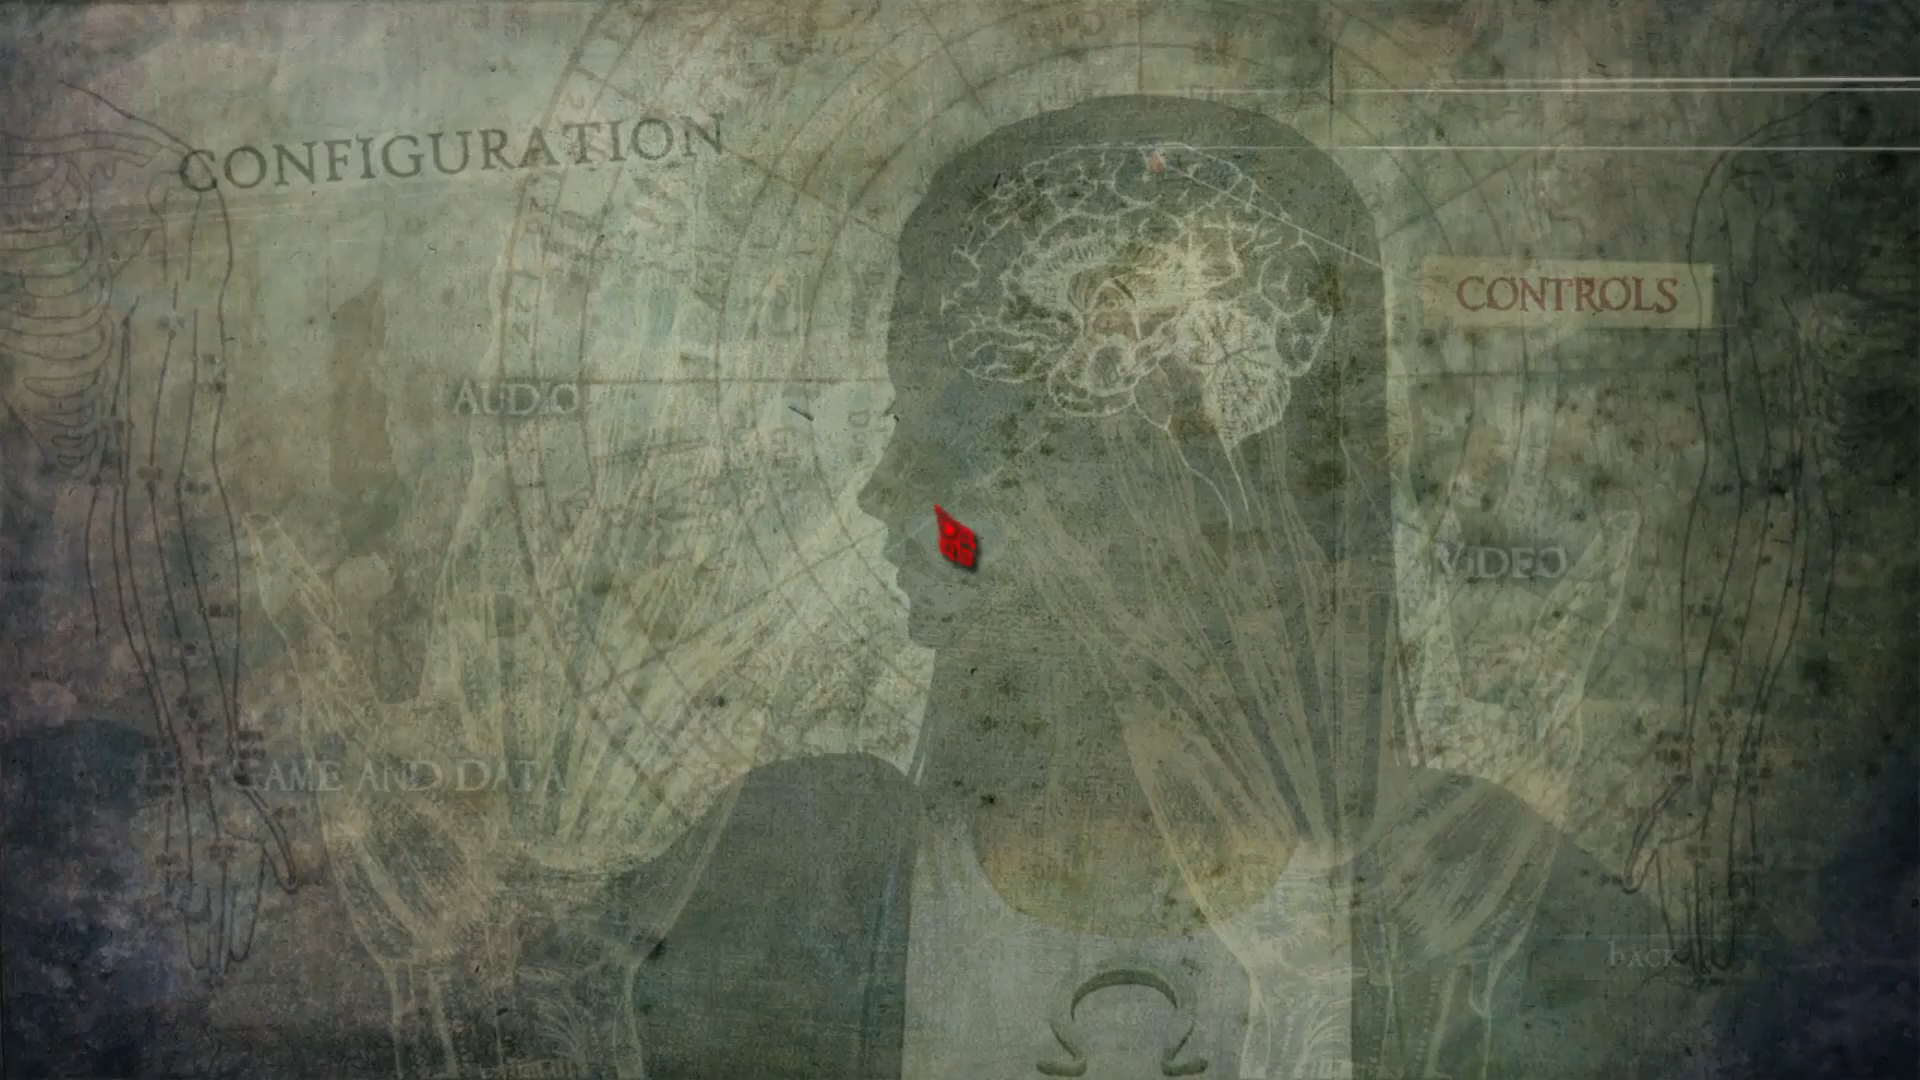 CONFIGURATION
CONTROLS
AUDIO
VIDEO
GAME AND DATA
BACK
Ω